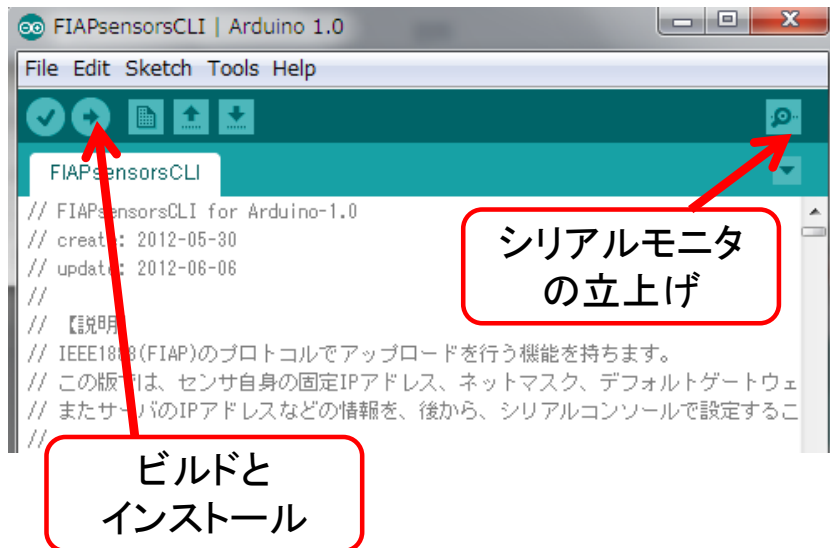 FIAPsensorsCLI | Arduino 1.0
File Edit Sketch Tools Help
FIAPsensorsCLI
// FIAPsensorsCLI for Arduino-1.0
// create: 2012-05-30
// update: 2012-06-06
//
// 【説明】
// IEEE1888(FIAP)のプロトコルでアップロードを行う機能を持ちます。
// この版では、センサ自身の固定IPアドレス、ネットマスク、デフォルトゲートウェ
// またサーバのIPアドレスなどの情報を、後から、シリアルコンソールで設定するこ
//
シリアルモニタ
の立上げ
ビルドと
インストール